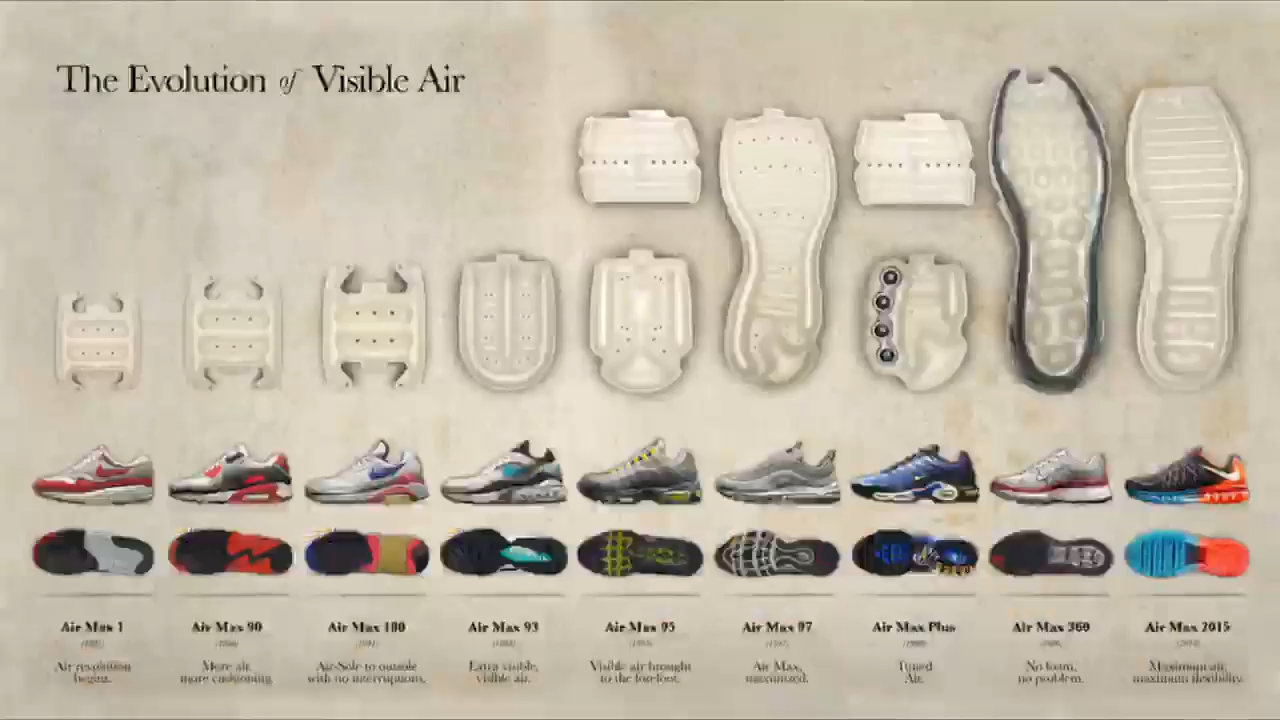 The Evolution of Visible Air
Air Max 1
Air revolution
begins.
Air Max 90
More air,
more cushioning.
Air Max 180
Air-Sole to outsole
with no interruptions.
Air Max 93
Extra visible,
visible air.
Air Max 95
Visible air brought
to the forefoot.
Air Max 97
Air Max,
maximized.
Air Max Plus
Tuned
Air.
Air Max 360
No foam,
no problem.
Air Max 2015
Maximum air,
maximum flexibility.